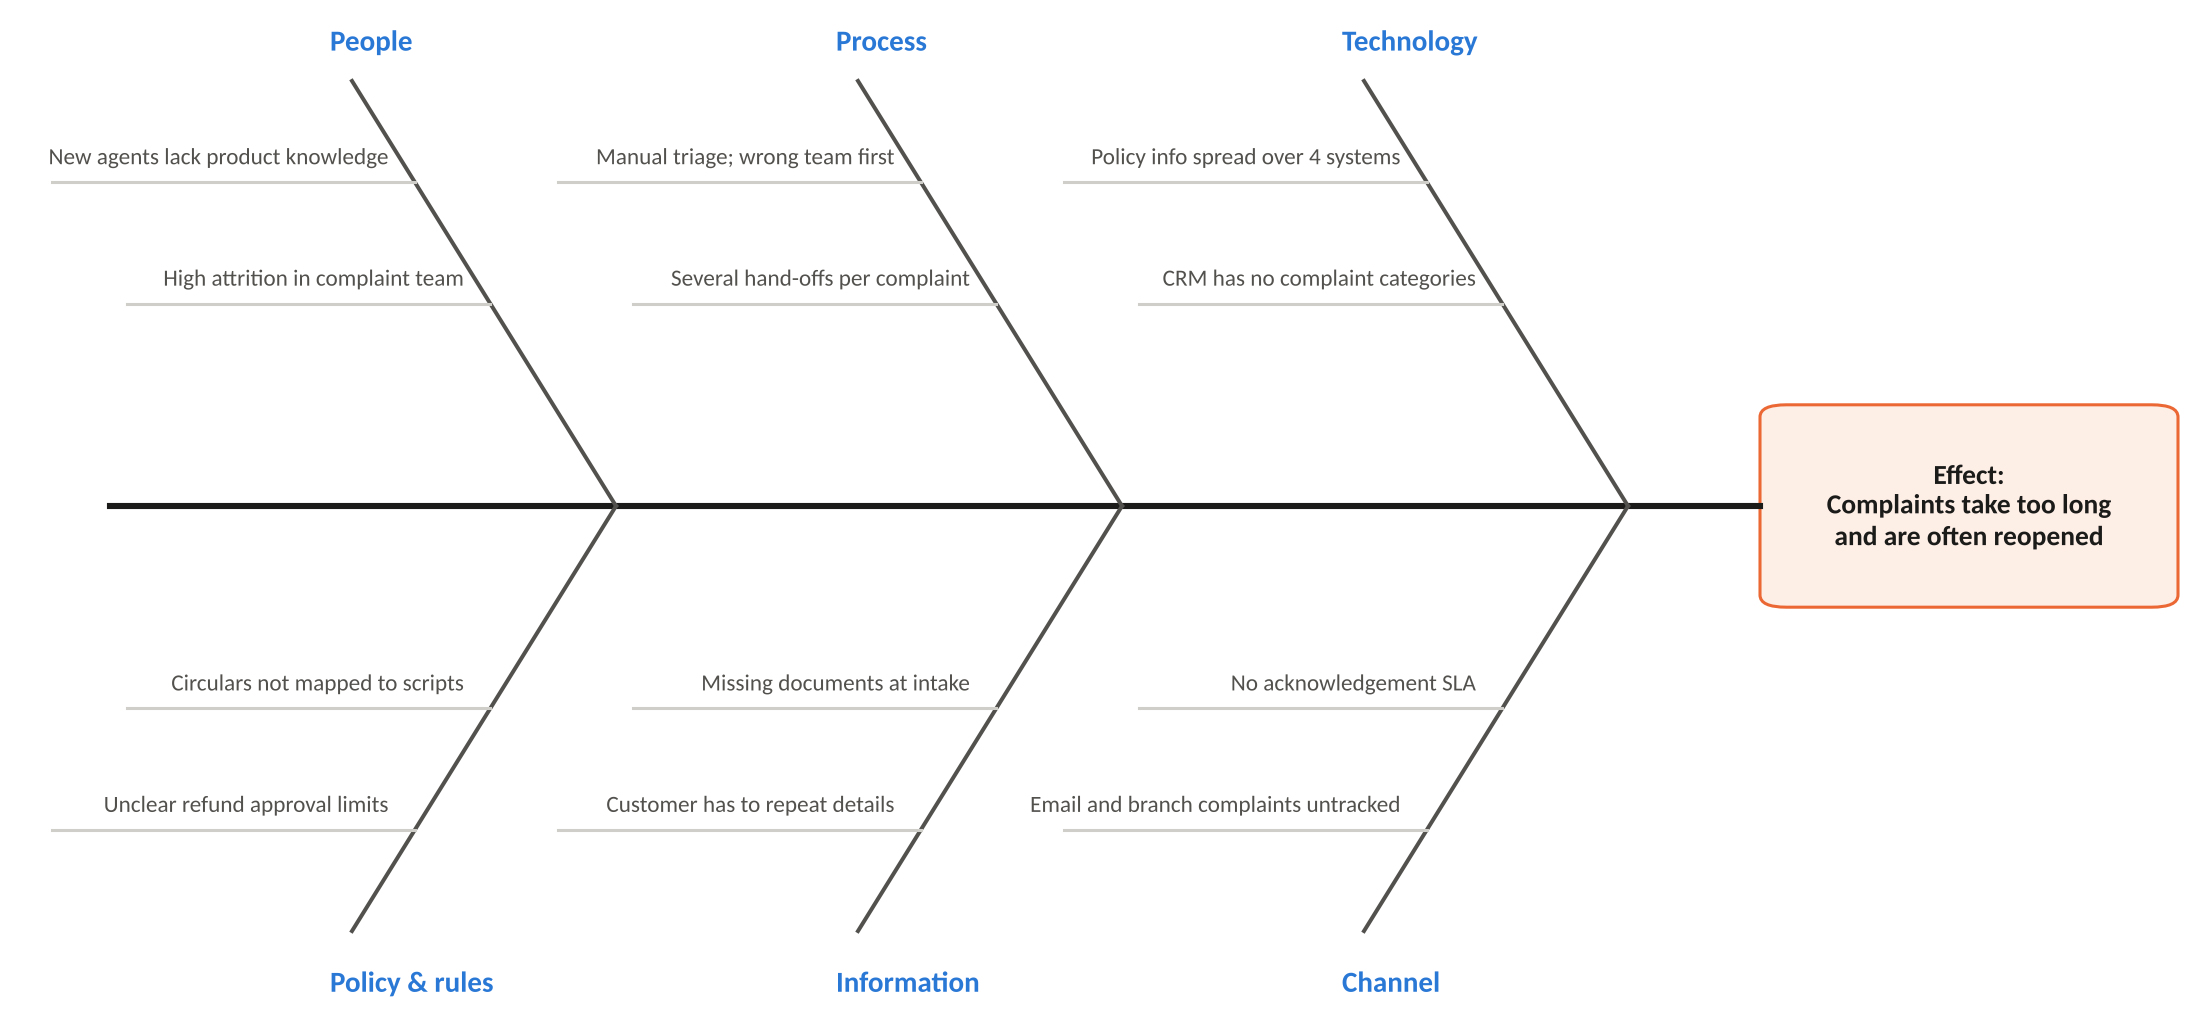 People
Process
Technology
New agents lack product knowledge
Manual triage; wrong team first
Policy info spread over 4 systems
High attrition in complaint team
Several hand-offs per complaint
CRM has no complaint categories
Effect:
Complaints take too long
and are often reopened
Circulars not mapped to scripts
Missing documents at intake
No acknowledgement SLA
Unclear refund approval limits
Customer has to repeat details
Email and branch complaints untracked
Policy & rules
Information
Channel